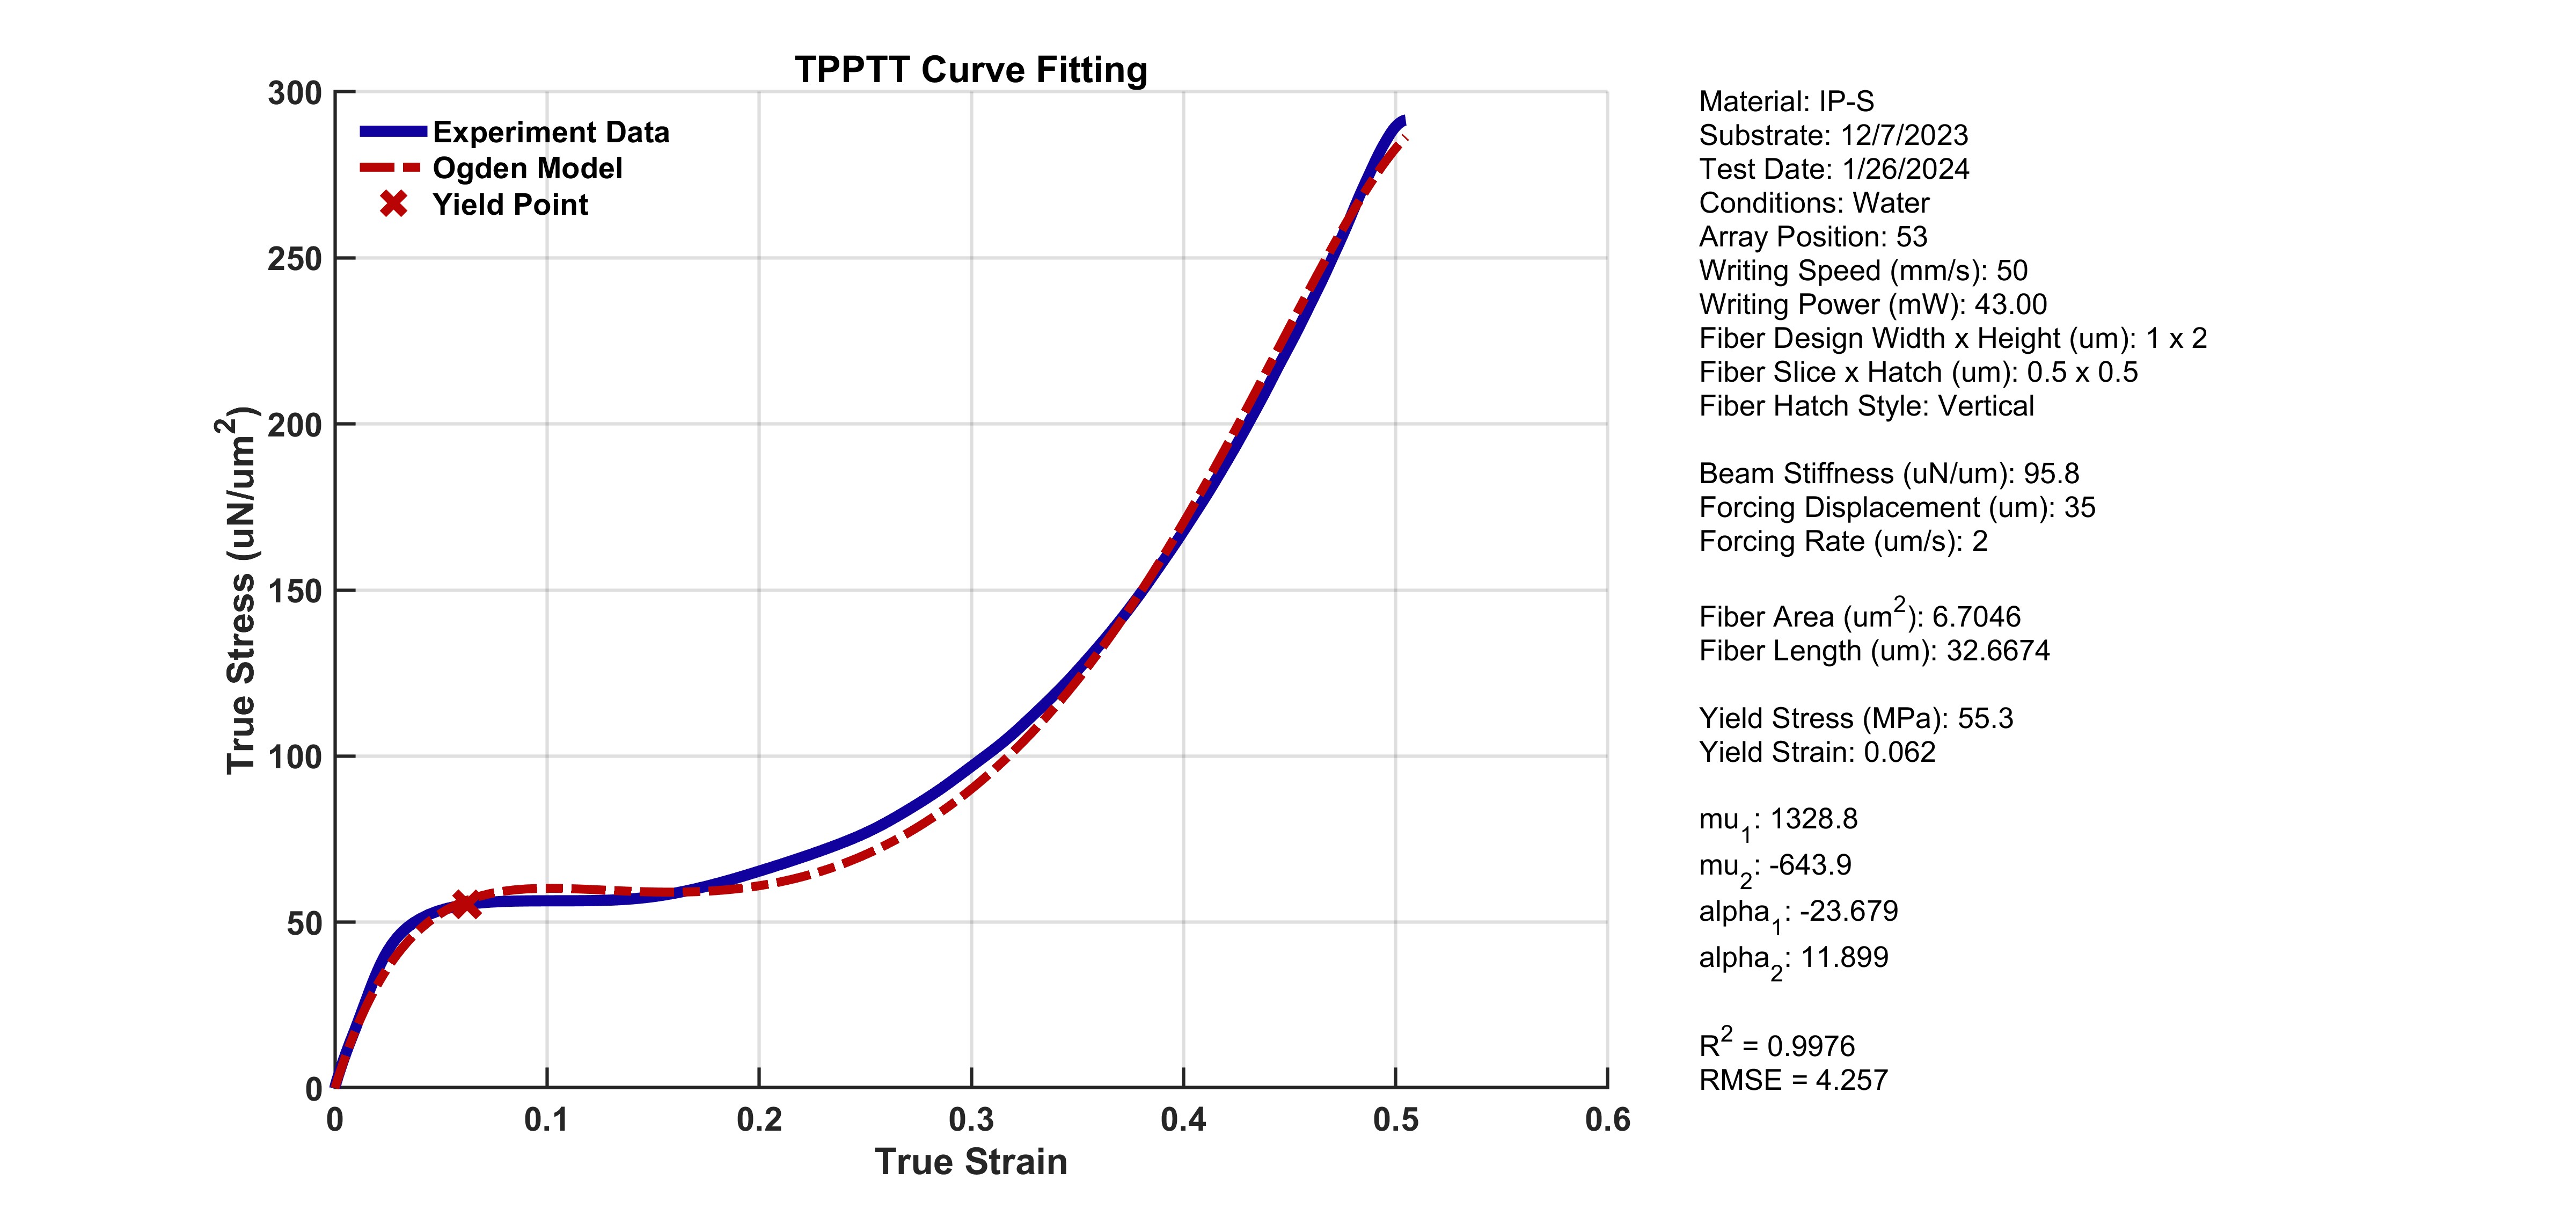 TPPTT Curve Fitting
300
250
200
150
100
50
0
0
0.1
0.2
0.3
0.4
0.5
0.6
True Strain
True Stress (uN/um²)
Experiment Data
Ogden Model
Yield Point
Material: IP-S
Substrate: 12/7/2023
Test Date: 1/26/2024
Conditions: Water
Array Position: 53
Writing Speed (mm/s): 50
Writing Power (mW): 43.00
Fiber Design Width x Height (um): 1 x 2
Fiber Slice x Hatch (um): 0.5 x 0.5
Fiber Hatch Style: Vertical
Beam Stiffness (uN/um): 95.8
Forcing Displacement (um): 35
Forcing Rate (um/s): 2
Fiber Area (um²): 6.7046
Fiber Length (um): 32.6674
Yield Stress (MPa): 55.3
Yield Strain: 0.062
mu₁: 1328.8
mu₂: -643.9
alpha₁: -23.679
alpha₂: 11.899
R² = 0.9976
RMSE = 4.257